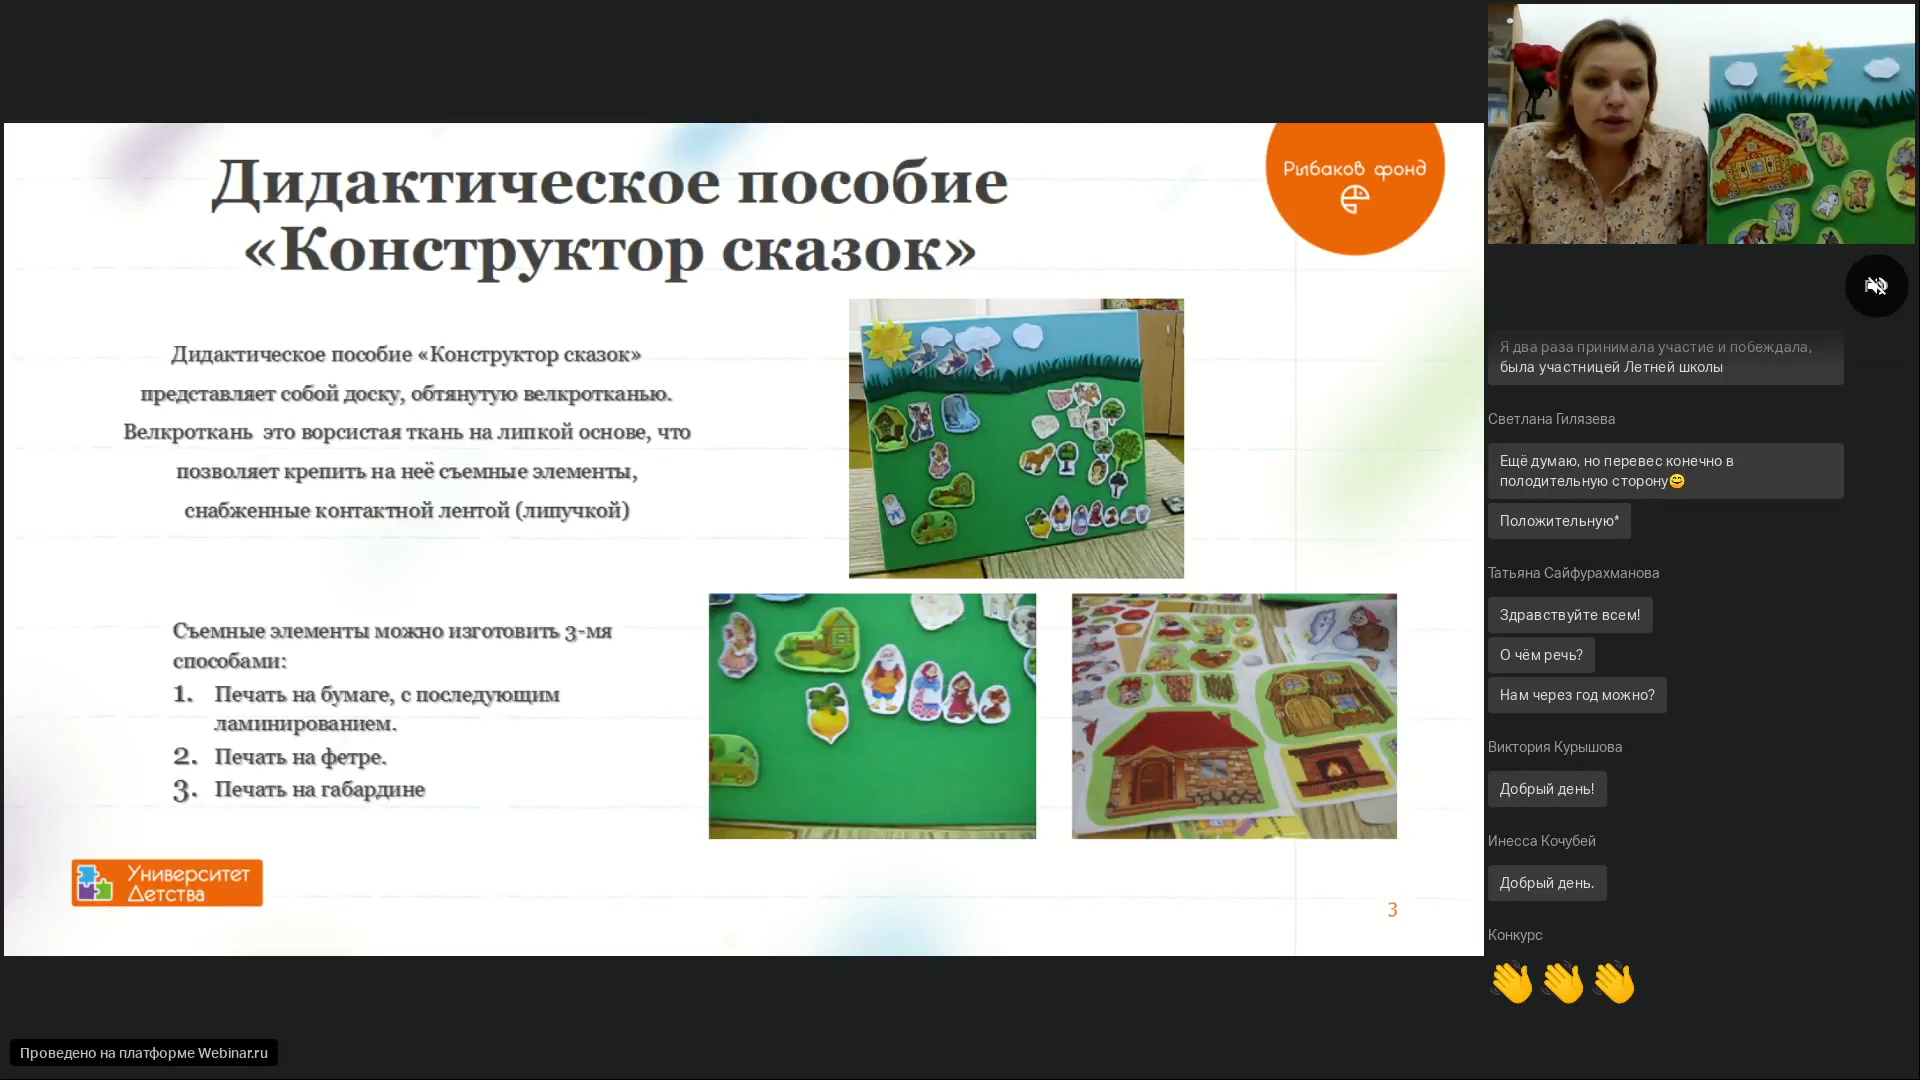 Дидактическое пособие
«Конструктор сказок»
Рыбаков фонд
Дидактическое пособие «Конструктор сказок»
представляет собой доску, обтянутую велкротканью.
Велкроткань это ворсистая ткань на липкой основе, что
позволяет крепить на неё съемные элементы,
снабженные контактной лентой (липучкой)
Съемные элементы можно изготовить 3-мя
способами:
1. Печать на бумаге, с последующим
ламинированием.
2. Печать на фетре.
3. Печать на габардине
Университет
Детства
3
Я два раза принимала участие и побеждала,
была участницей Летней школы
Светлана Гилязева
Ещё думаю, но перевес конечно в
полодительную сторону😊
Положительную*
Татьяна Сайфурахманова
Здравствуйте всем!
О чём речь?
Нам через год можно?
Виктория Курышова
Добрый день!
Инесса Кочубей
Добрый день.
Конкурс
👏👏👏
Проведено на платформе Webinar.ru